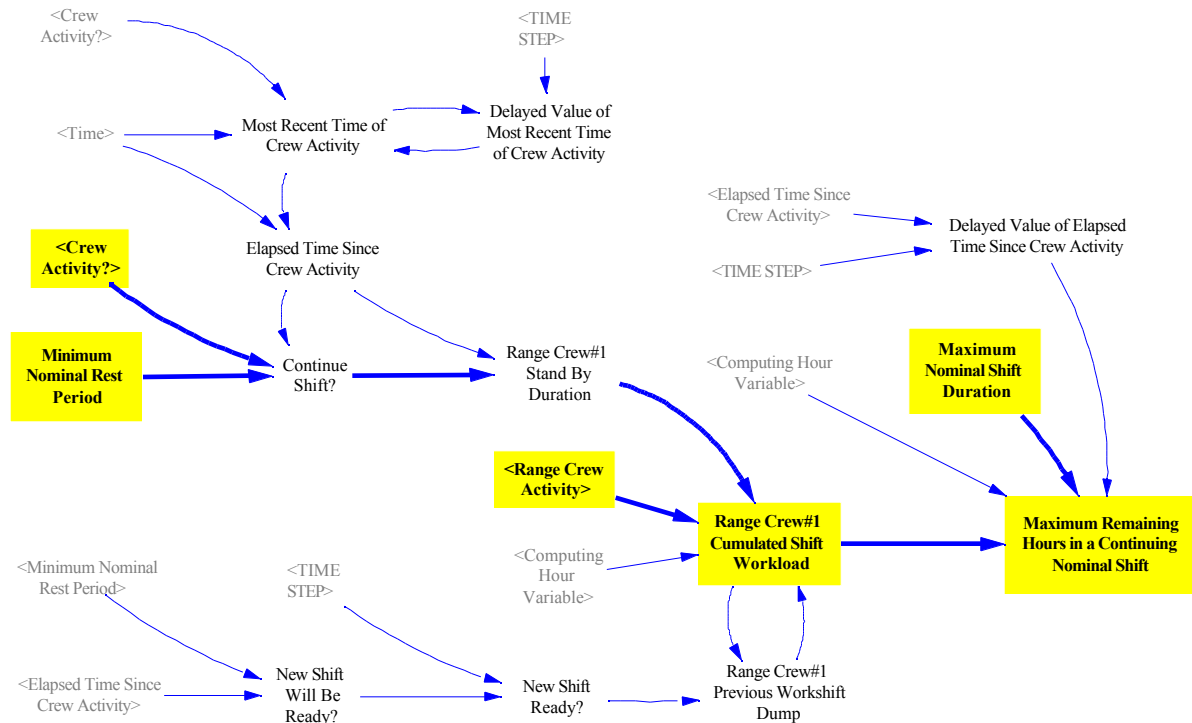 <Crew
Activity?>
<TIME
STEP>
Most Recent Time of
Crew Activity
Delayed Value of
Most Recent Time
of Crew Activity
<Time>
<Elapsed Time Since
Crew Activity>
Delayed Value of Elapsed
Time Since Crew Activity
<TIME STEP>
<Crew
Activity?>
Elapsed Time Since
Crew Activity
Minimum
Nominal Rest
Period
Continue
Shift?
Range Crew#1
Stand By
Duration
<Computing Hour
Variable>
Maximum
Nominal Shift
Duration
<Range Crew
Activity>
Range Crew#1
Cumulated Shift
Workload
Maximum Remaining
Hours in a Continuing
Nominal Shift
<Computing
Hour
Variable>
<Minimum Nominal
Rest Period>
<TIME
STEP>
<Elapsed Time Since
Crew Activity>
New Shift
Will Be
Ready?
New Shift
Ready?
Range Crew#1
Previous Workshift
Dump